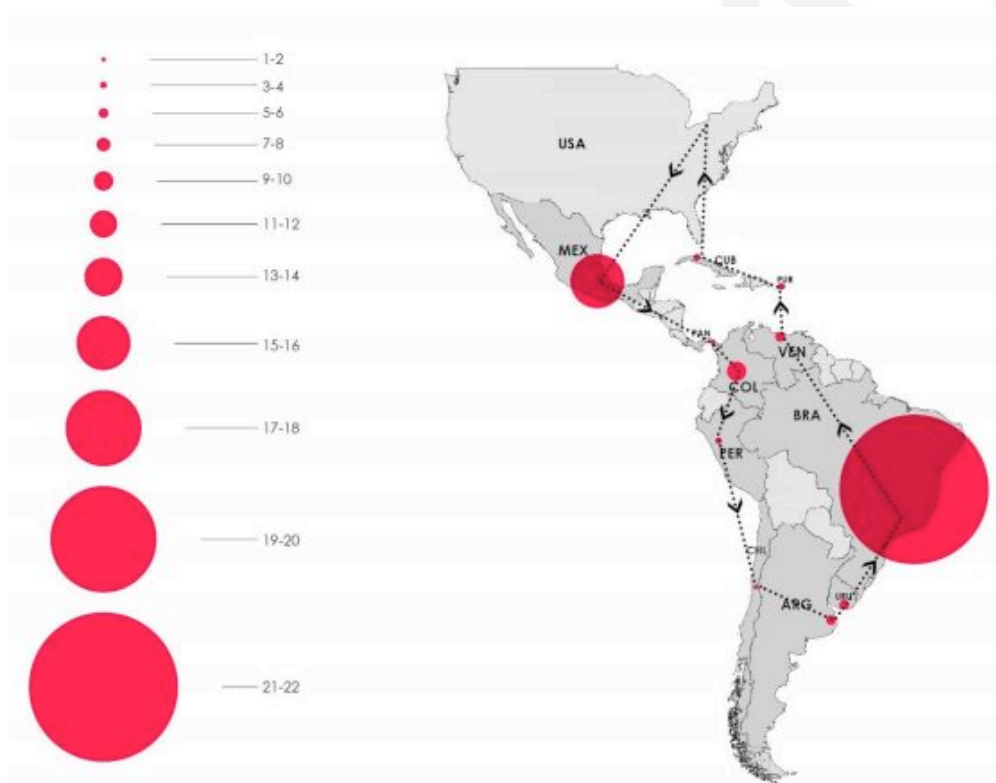 1-2
3-4
5-6
7-8
9-10
11-12
13-14
15-16
17-18
19-20
21-22
USA
MEX
CUB
PUR
PAN
VEN
COL
BRA
PER
CHL
ARG
URU